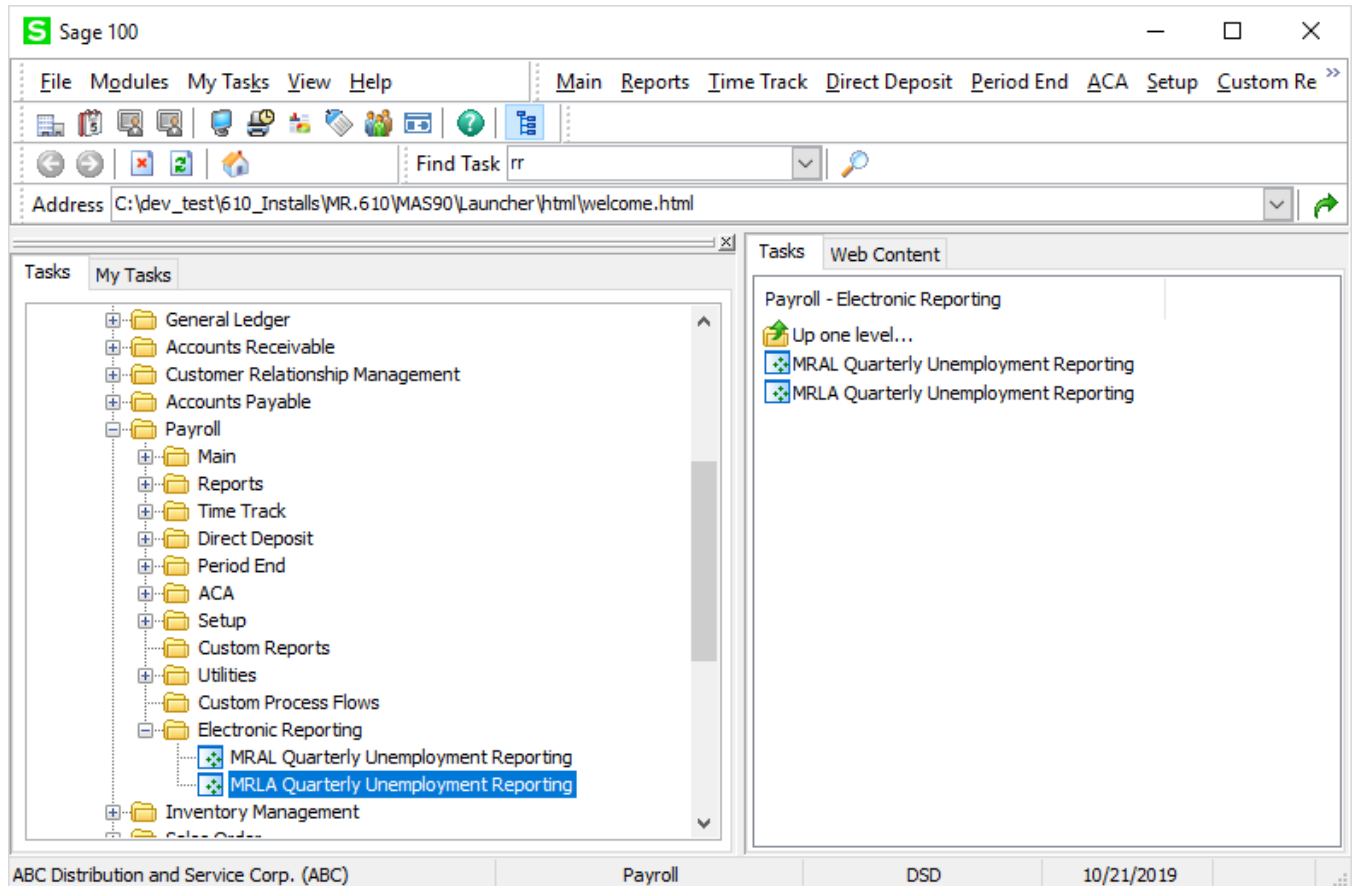 S Sage 100
File Modules My Tasks View Help Main Reports Time Track Direct Deposit Period End ACA Setup Custom Re »
Find Task rr
Address C:\dev_test\610_Installs\MR.610\MAS90\Launcher\html\welcome.html
Tasks My Tasks
General Ledger
Accounts Receivable
Customer Relationship Management
Accounts Payable
Payroll
Main
Reports
Time Track
Direct Deposit
Period End
ACA
Setup
Custom Reports
Utilities
Custom Process Flows
Electronic Reporting
MRAL Quarterly Unemployment Reporting
MRLA Quarterly Unemployment Reporting
Inventory Management
Sales Order
Tasks Web Content
Payroll - Electronic Reporting
Up one level...
MRAL Quarterly Unemployment Reporting
MRLA Quarterly Unemployment Reporting
ABC Distribution and Service Corp. (ABC) Payroll DSD 10/21/2019